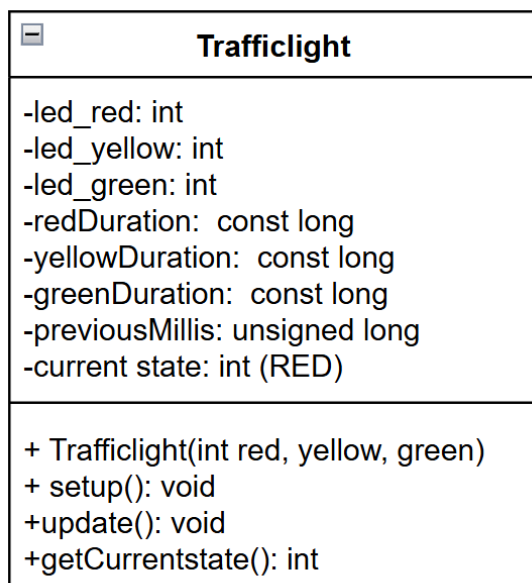 Trafficlight
-led_red: int
-led_yellow: int
-led_green: int
-redDuration:  const long
-yellowDuration:  const long
-greenDuration:  const long
-previousMillis: unsigned long
-current state: int (RED)
+ Trafficlight(int red, yellow, green)
+ setup(): void
+update(): void
+getCurrentstate(): int